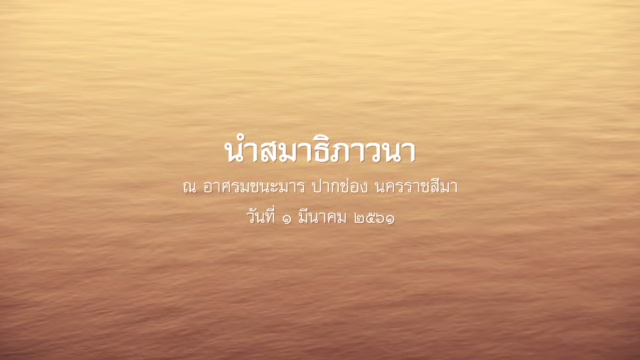 นำสมาธิภาวนา
ณ อาศรมชนะมาร ปากช่อง นครราชสีมา
วันที่ ๑ มีนาคม ๒๕๖๑